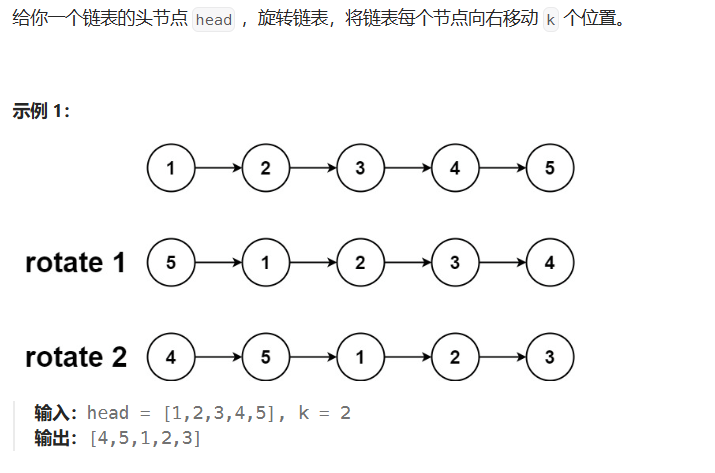 给你一个链表的头节点 head ，旋转链表，将链表每个节点向右移动 k 个位置。
示例 1：
1 2 3 4 5
rotate 1 5 1 2 3 4
rotate 2 4 5 1 2 3
输入：head = [1,2,3,4,5], k = 2
输出：[4,5,1,2,3]